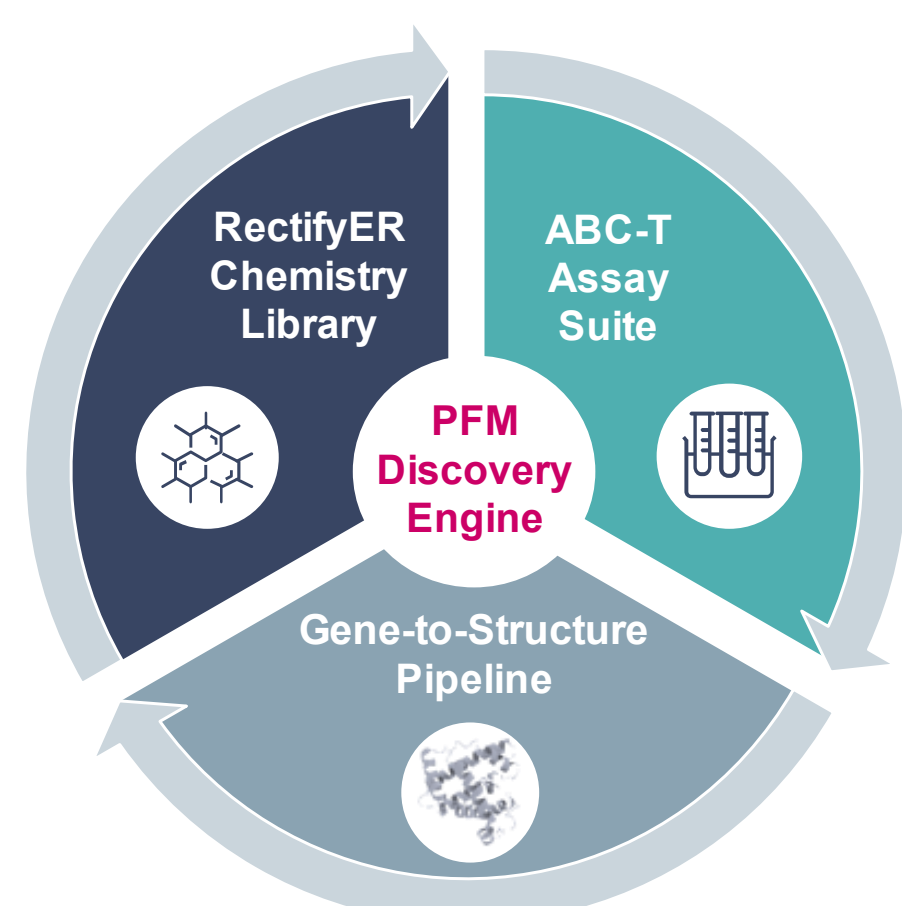 RectifyER
Chemistry
Library
ABC-T
Assay
Suite
PFM
Discovery
Engine
Gene-to-Structure
Pipeline